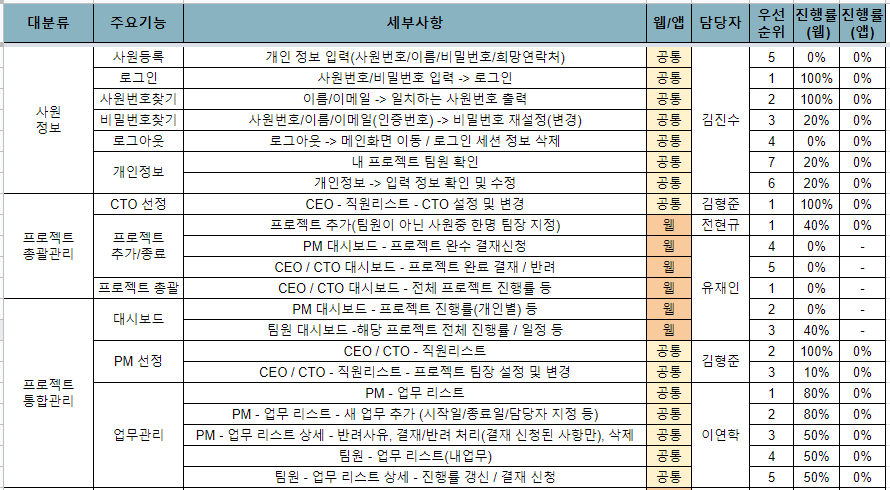 대분류 주요기능 세부사항 웹/앱 담당자 우선순위 진행률(웹) 진행률(앱)
사원정보 사원등록 개인 정보 입력(사원번호/이름/비밀번호/희망연락처) 공통 김진수 5 0% 0%
로그인 사원번호/비밀번호 입력 -> 로그인 공통 1 100% 0%
사원번호찾기 이름/이메일 -> 일치하는 사원번호 출력 공통 2 100% 0%
비밀번호찾기 사원번호/이름/이메일(인증번호) -> 비밀번호 재설정(변경) 공통 3 20% 0%
로그아웃 로그아웃 -> 메인화면 이동 / 로그인 세션 정보 삭제 공통 4 0% 0%
개인정보 내 프로젝트 팀원 확인 공통 7 20% 0%
개인정보 -> 입력 정보 확인 및 수정 공통 6 20% 0%
프로젝트 총괄관리 CTO 선정 CEO - 직원리스트 - CTO 설정 및 변경 공통 김형준 1 100% 0%
프로젝트 추가/종료 프로젝트 추가(팀원이 아닌 사원중 한명 팀장 지정) 웹 전현규 1 40% 0%
PM 대시보드 - 프로젝트 완수 결재신청 웹 유재인 4 0% -
CEO / CTO 대시보드 - 프로젝트 완료 결재 / 반려 웹 5 0% -
프로젝트 총괄 CEO / CTO 대시보드 - 전체 프로젝트 진행률 등 웹 1 0% -
프로젝트 통합관리 대시보드 PM 대시보드 - 프로젝트 진행률(개인별) 등 웹 2 0% -
팀원 대시보드 -해당 프로젝트 전체 진행률 / 일정 등 웹 3 40% -
PM 선정 CEO / CTO - 직원리스트 공통 김형준 2 100% 0%
CEO / CTO - 직원리스트 - 프로젝트 팀장 설정 및 변경 공통 3 10% 0%
업무관리 PM - 업무 리스트 공통 이연학 1 80% 0%
PM - 업무 리스트 - 새 업무 추가 (시작일/종료일/담당자 지정 등) 공통 2 80% 0%
PM - 업무 리스트 상세 - 반려사유, 결재/반려 처리(결재 신청된 사항만), 삭제 공통 3 50% 0%
팀원 - 업무 리스트(내업무) 공통 4 50% 0%
팀원 - 업무 리스트 상세 - 진행률 갱신 / 결재 신청 공통 5 50% 0%